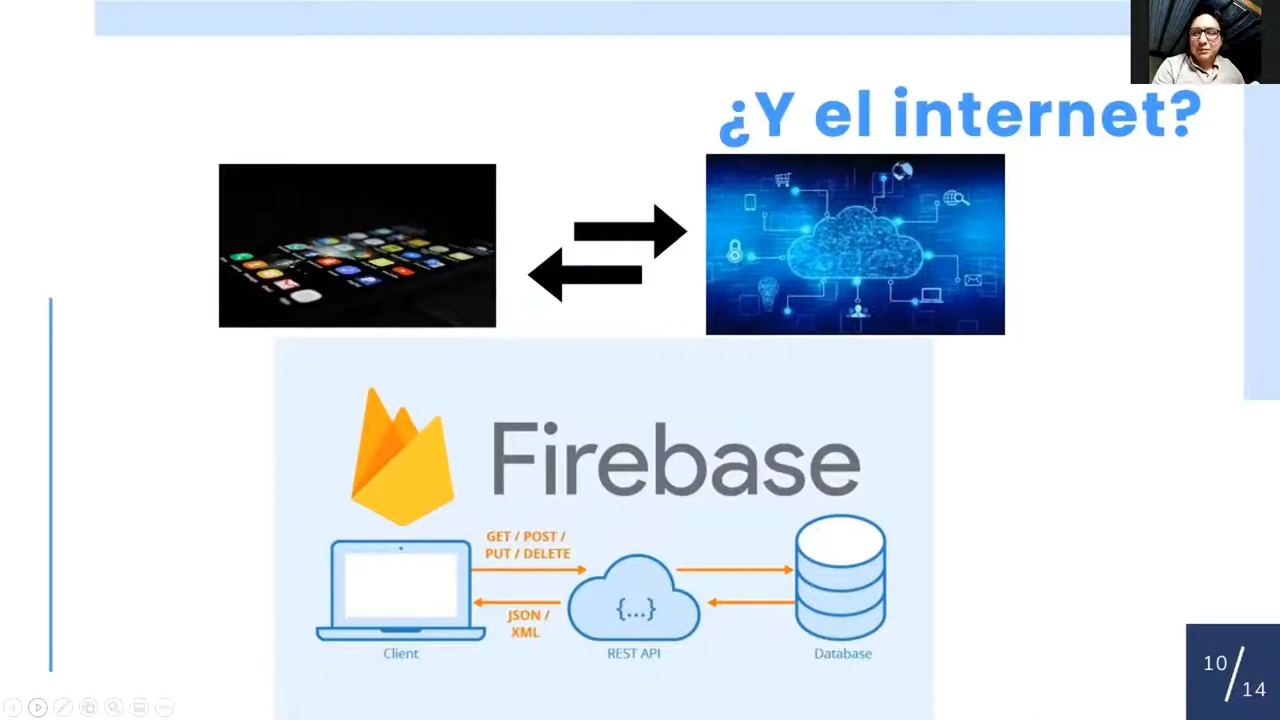 ¿Y el internet?
Firebase
GET / POST /
PUT / DELETE
JSON /
XML
{...}
Client
REST API
Database
10
14